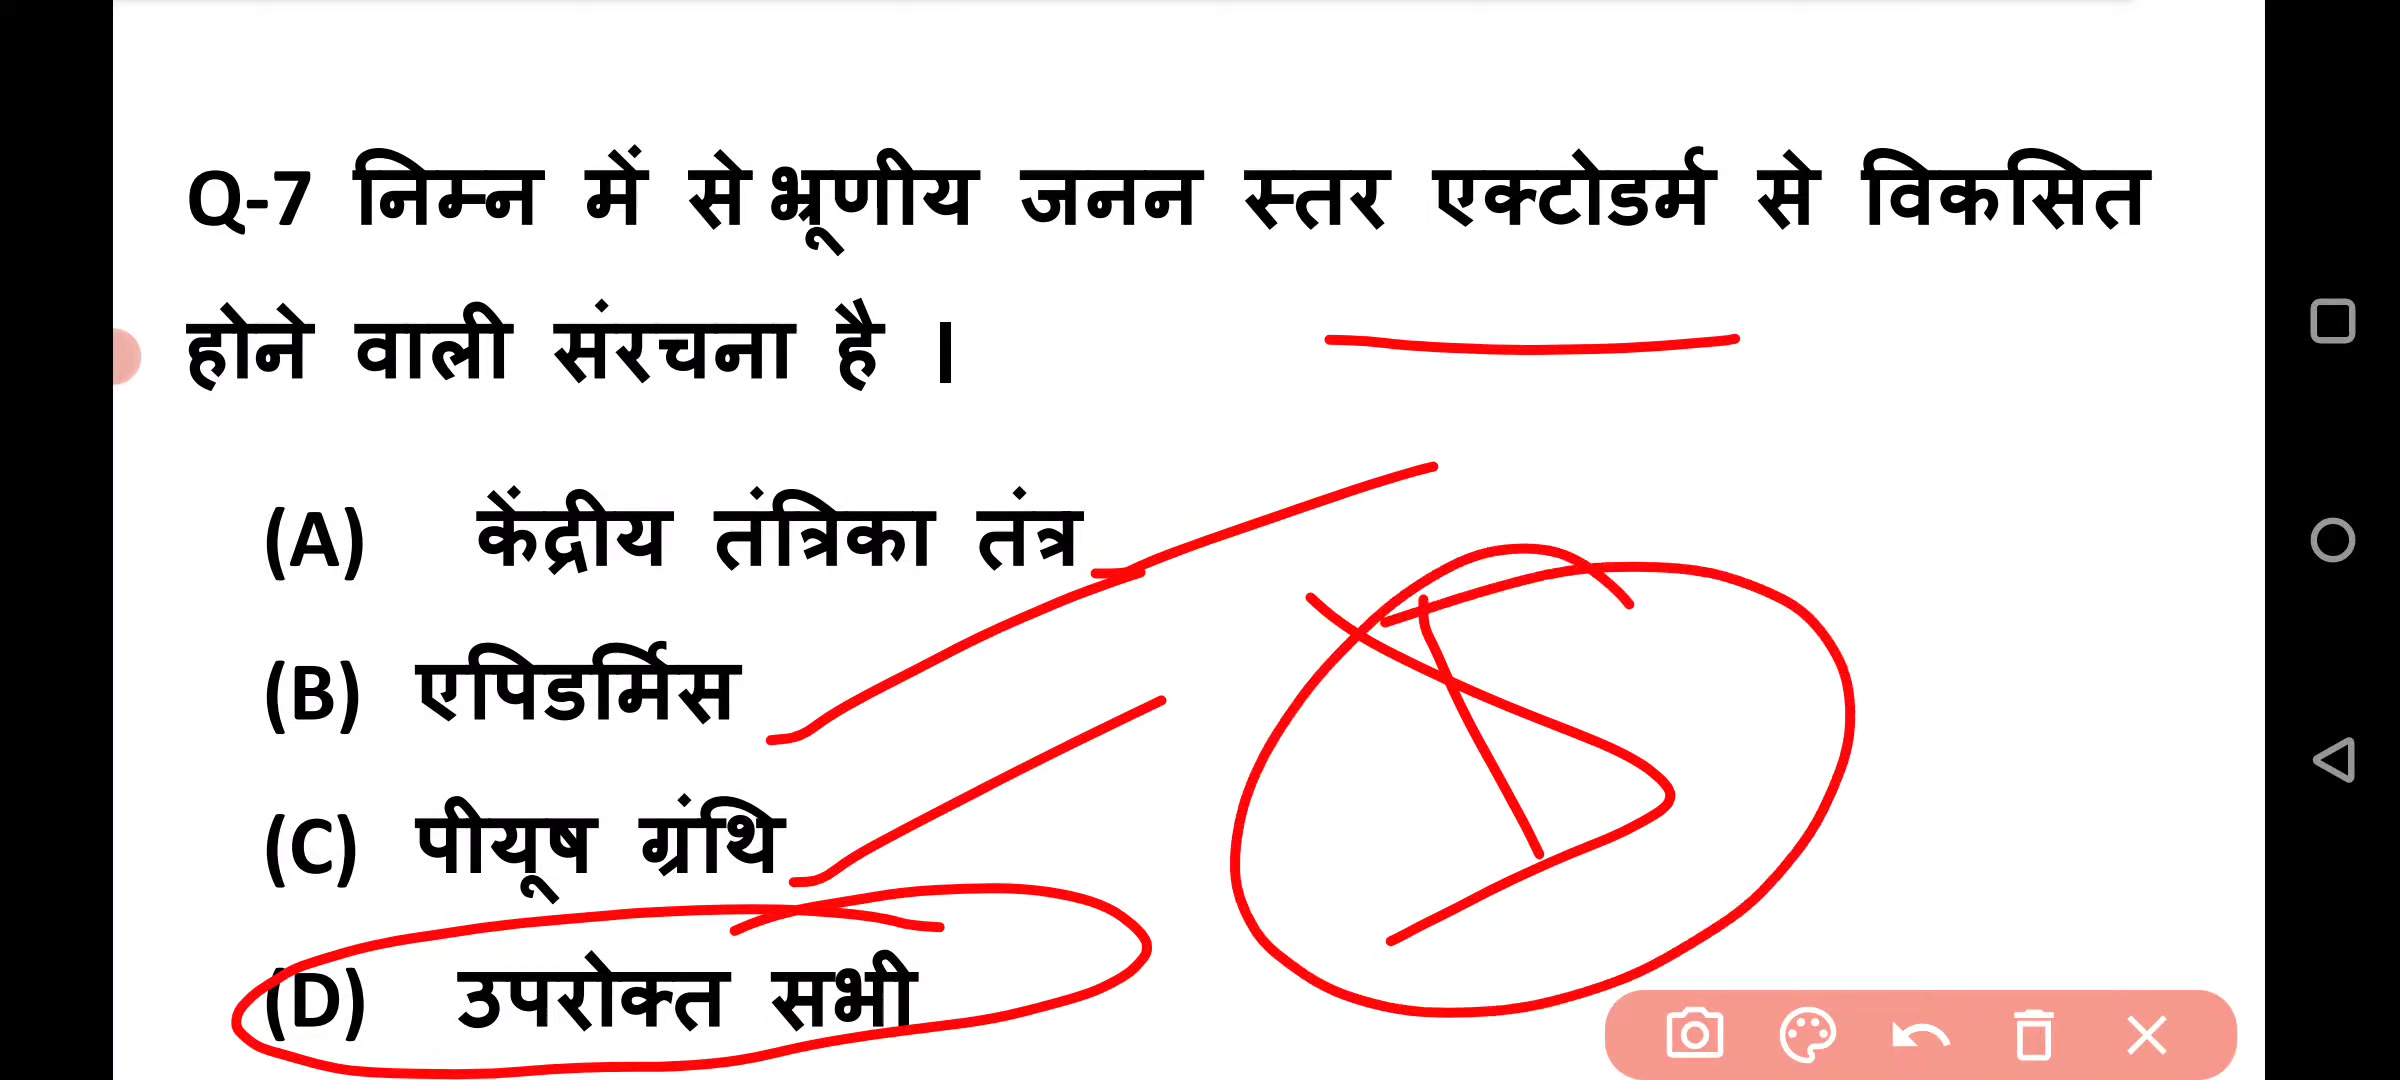 Q-7 निम्न में से भ्रूणीय जनन स्तर एक्टोडर्म से विकसित
होने वाली संरचना है ।
(A) केंद्रीय तंत्रिका तंत्र
(B) एपिडर्मिस
(C) पीयूष ग्रंथि
(D) उपरोक्त सभी
D